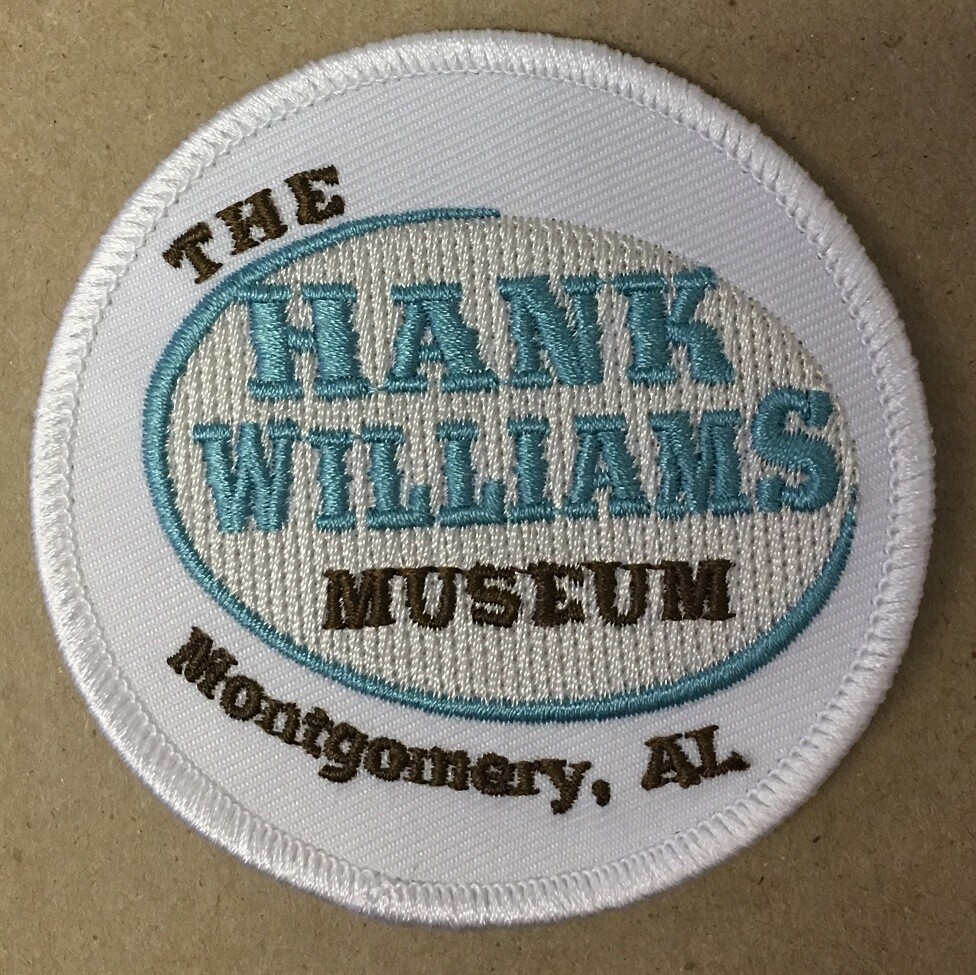 THE
HANK
WILLIAMS
MUSEUM
Montgomery, AL